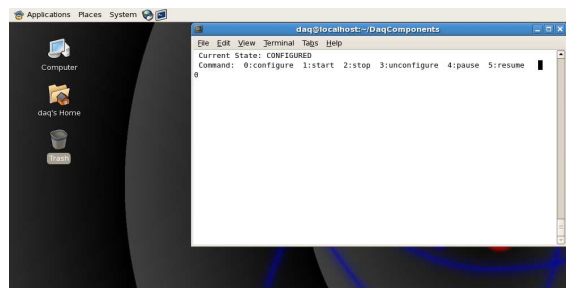 Applications Places System
daq@localhost:~/DaqComponents
File Edit View Terminal Tabs Help
Current State: CONFIGURED
Command: 0:configure 1:start 2:stop 3:unconfigure 4:pause 5:resume
0
Computer
daq's Home
Trash